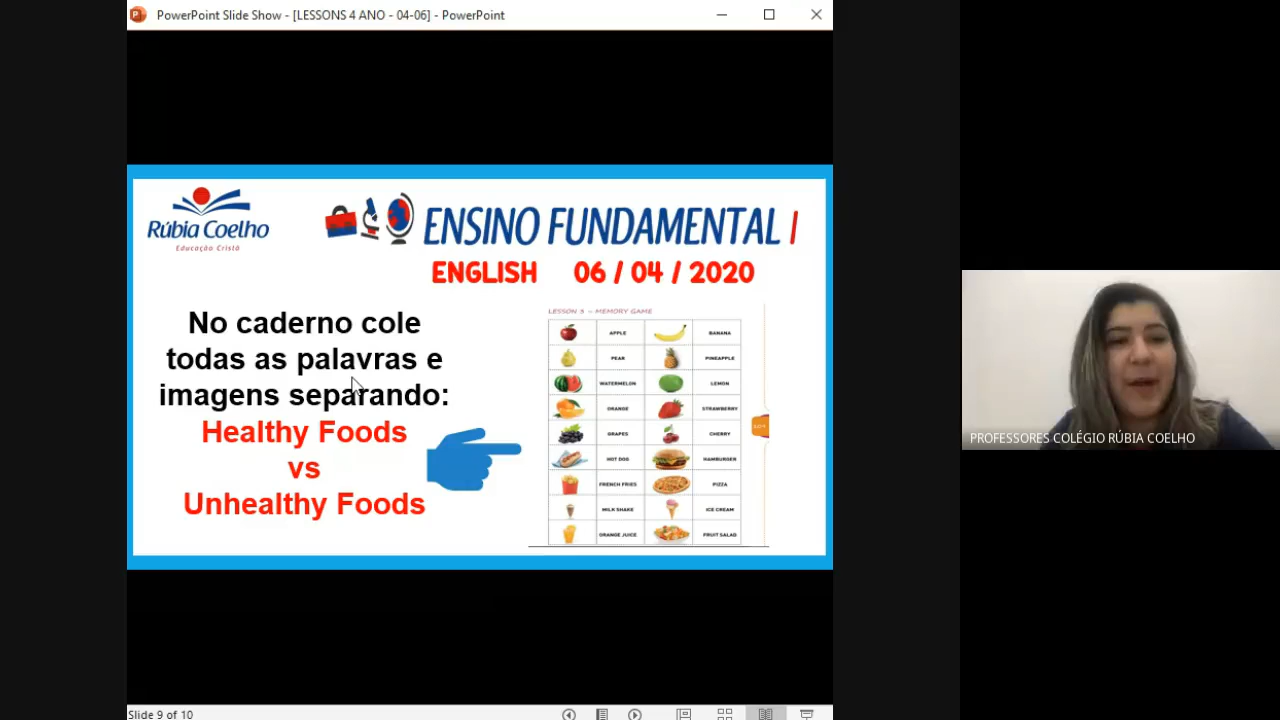 PowerPoint Slide Show - [LESSONS 4 ANO - 04-06] - PowerPoint
Rúbia Coelho
Educação Cristã
ENSINO FUNDAMENTAL I
ENGLISH 06 / 04 / 2020
No caderno cole
todas as palavras e
imagens separando:
Healthy Foods
vs
Unhealthy Foods
LESSON 5 – MEMORY GAME
APPLE BANANA
PEAR PINEAPPLE
WATERMELON LEMON
ORANGE STRAWBERRY
GRAPES CHERRY
HOT DOG HAMBURGER
FRENCH FRIES PIZZA
MILK SHAKE ICE CREAM
ORANGE JUICE FRUIT SALAD
PROFESSORES COLÉGIO RÚBIA COELHO
Slide 9 of 10